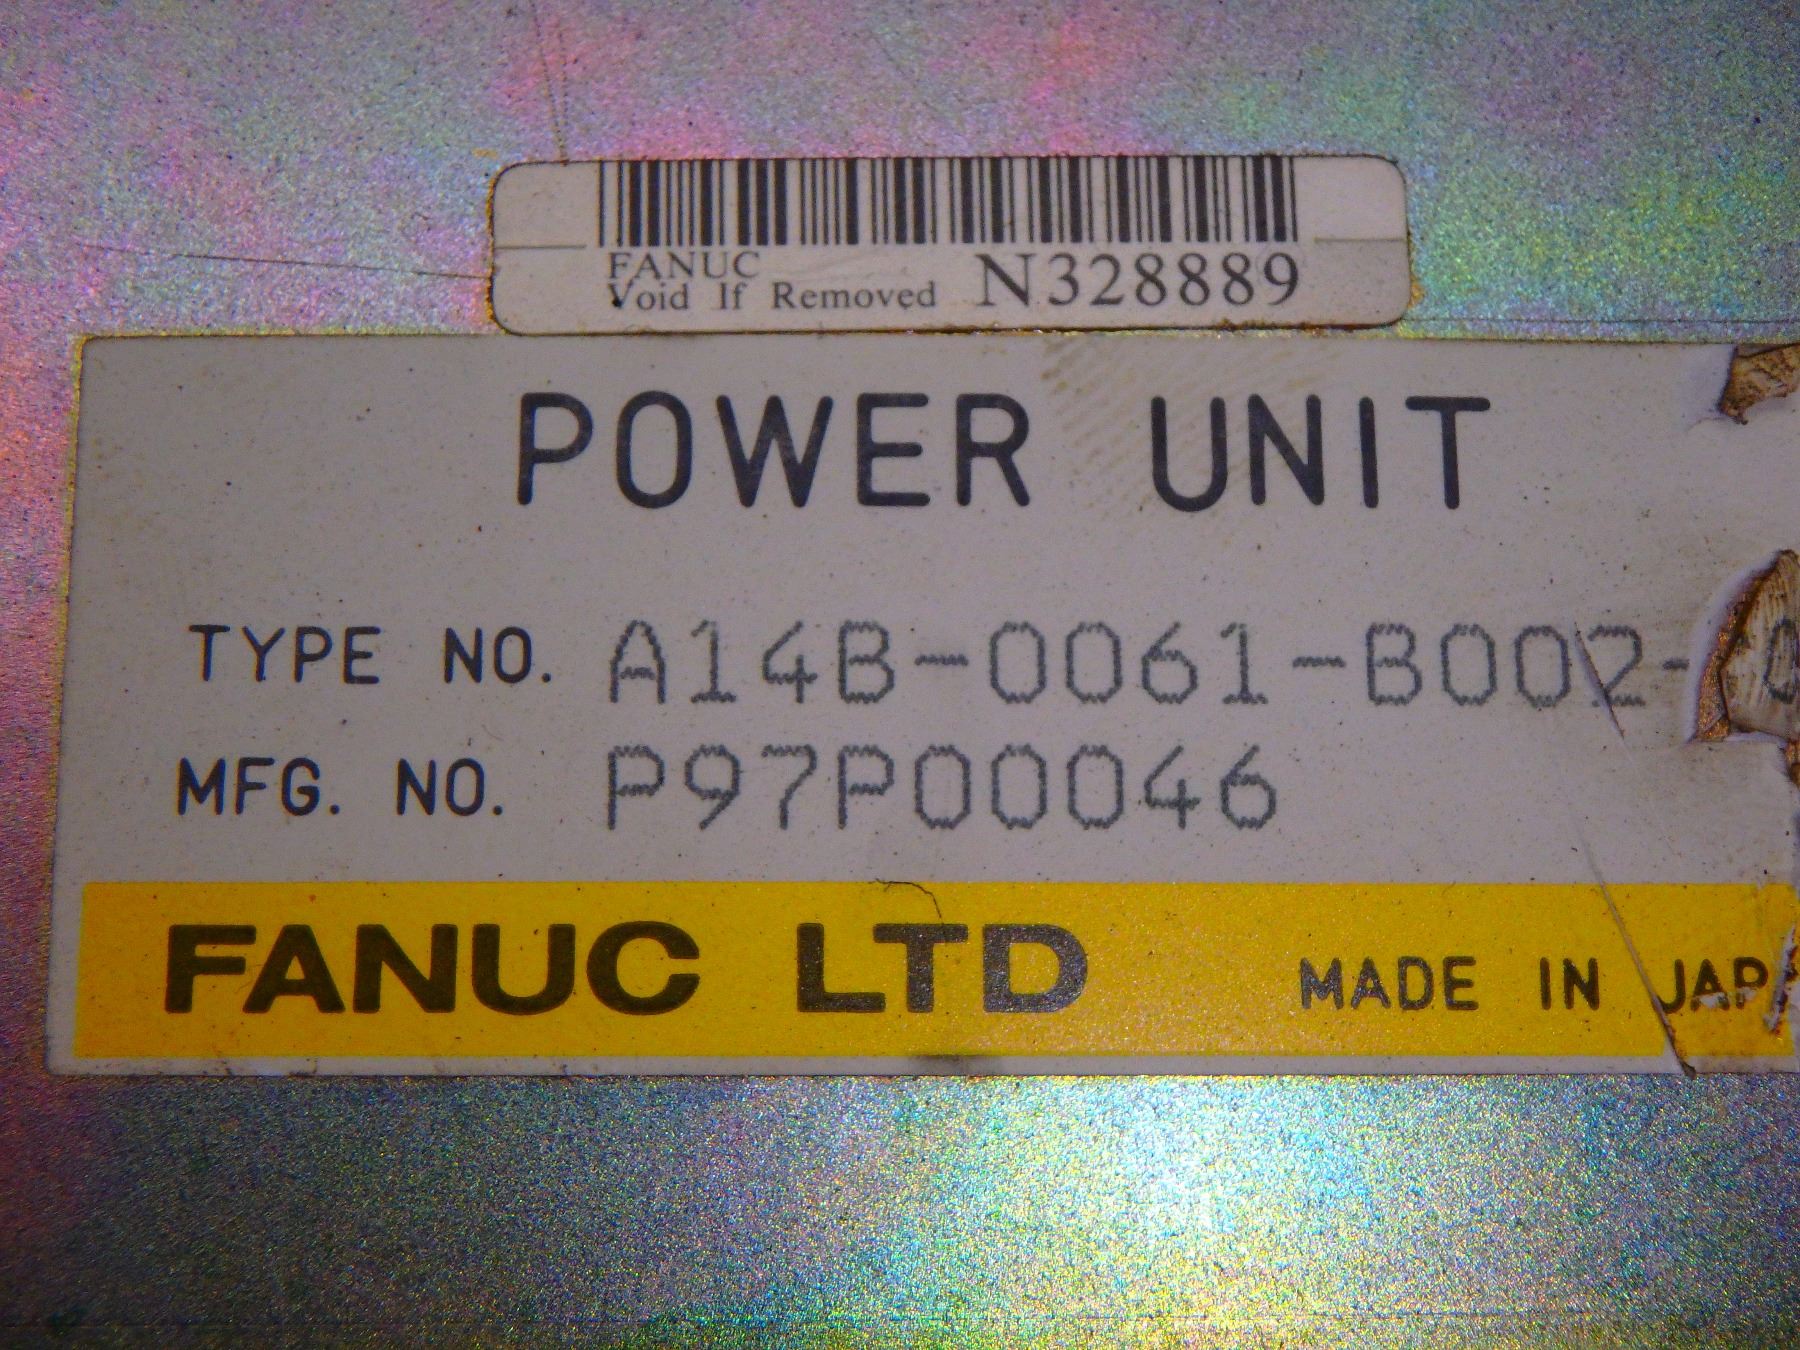 FANUC
Void If Removed N328889
POWER UNIT
TYPE NO. A14B-0061-B002-
MFG. NO. P97P00046
FANUC LTD MADE IN JAP